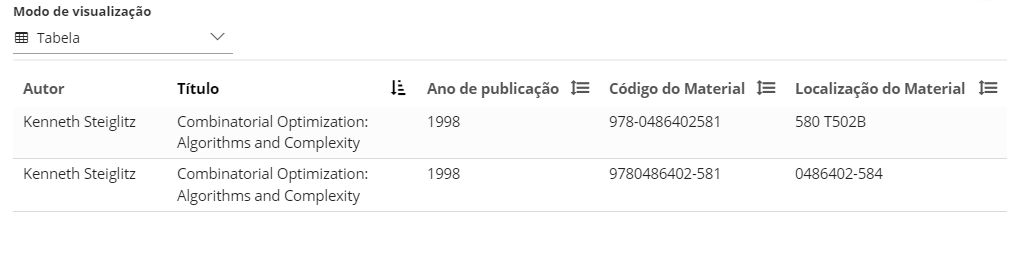 Modo de visualização
Tabela
Autor Título Ano de publicação Código do Material Localização do Material
Kenneth Steiglitz Combinatorial Optimization: 1998 978-0486402581 580 T502B
Algorithms and Complexity
Kenneth Steiglitz Combinatorial Optimization: 1998 9780486402-581 0486402-584
Algorithms and Complexity